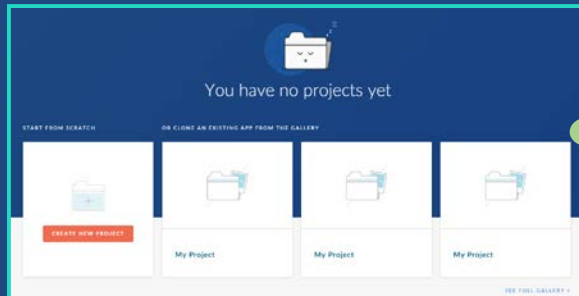 z
z
You have no projects yet
START FROM SCRATCH
OR CLONE AN EXISTING APP FROM THE GALLERY
CREATE NEW PROJECT
My Project
My Project
My Project
SEE FULL GALLERY >